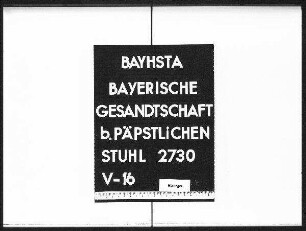 BAYHSTA
BAYERISCHE
GESANDTSCHAFT
b. PÄPSTLiCHEN
STUHL 2730
V-16